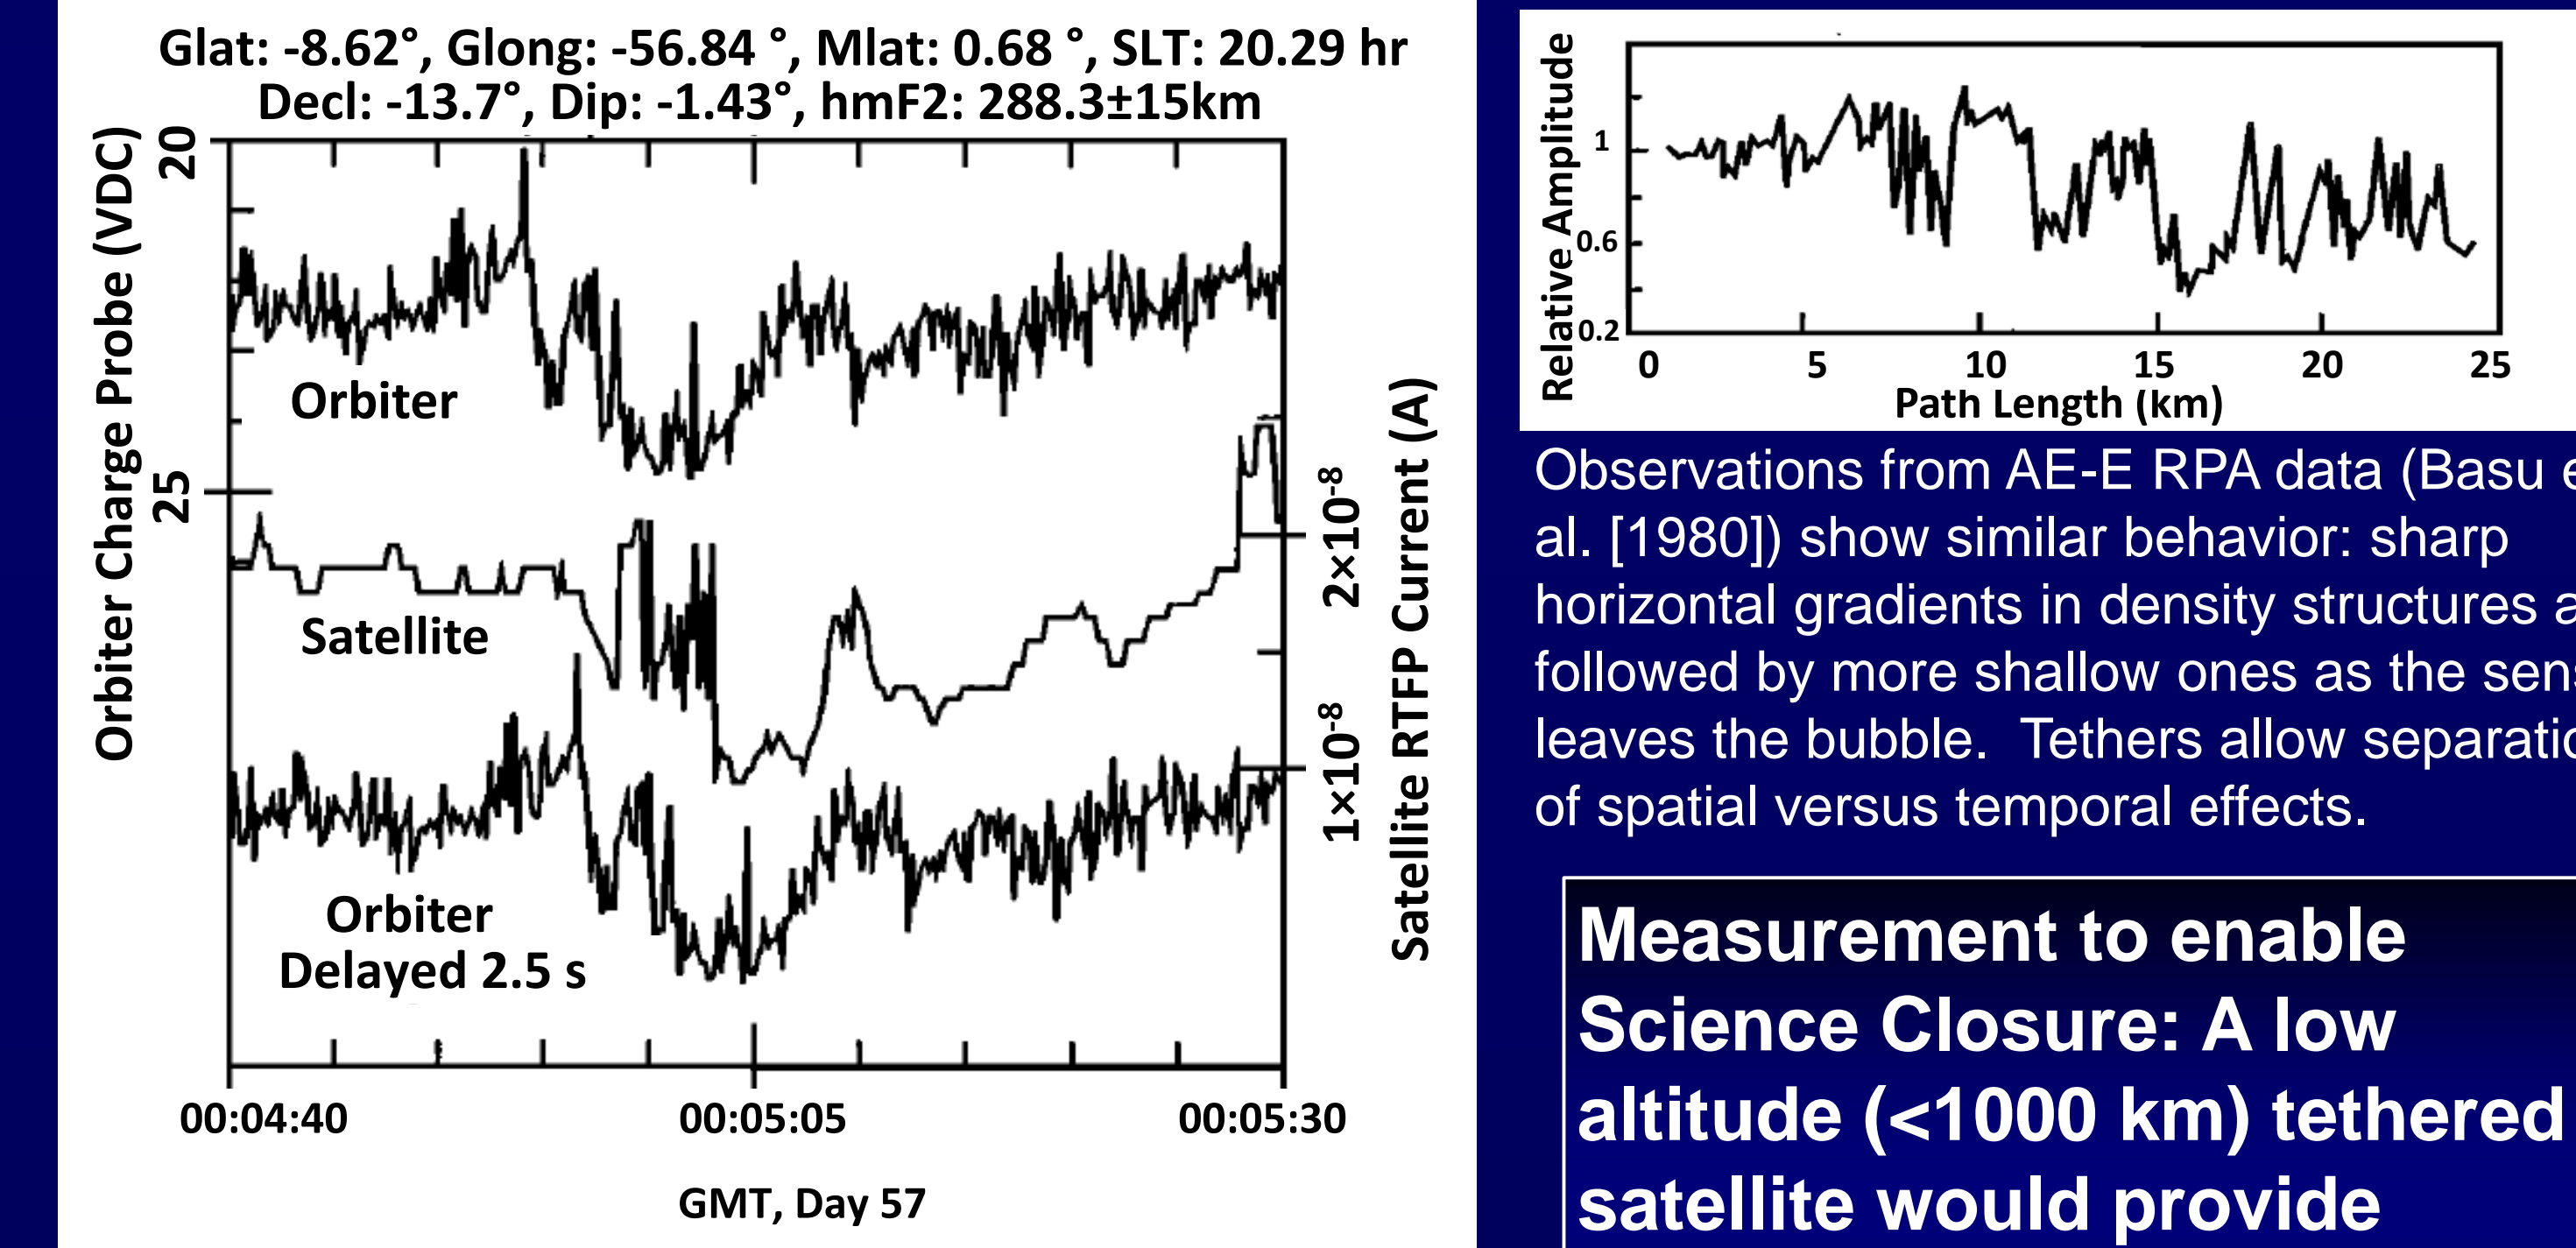 Glat: -8.62°, Glong: -56.84 °, Mlat: 0.68 °, SLT: 20.29 hr
Decl: -13.7°, Dip: -1.43°, hmF2: 288.3±15km
Orbiter Charge Probe (VDC)
20
25
Orbiter
Satellite
Orbiter
Delayed 2.5 s
2×10⁻⁸
1×10⁻⁸
Satellite RTFP Current (A)
00:04:40 00:05:05 00:05:30
GMT, Day 57
Relative Amplitude
1
0.6
0.2
0 5 10 15 20 25
Path Length (km)
Observations from AE-E RPA data (Basu
al. [1980]) show similar behavior: sharp
horizontal gradients in density structures
followed by more shallow ones as the
leaves the bubble. Tethers allow
of spatial versus temporal effects.
Measurement to enable
Science Closure: A low
altitude (<1000 km) tethered
satellite would provide